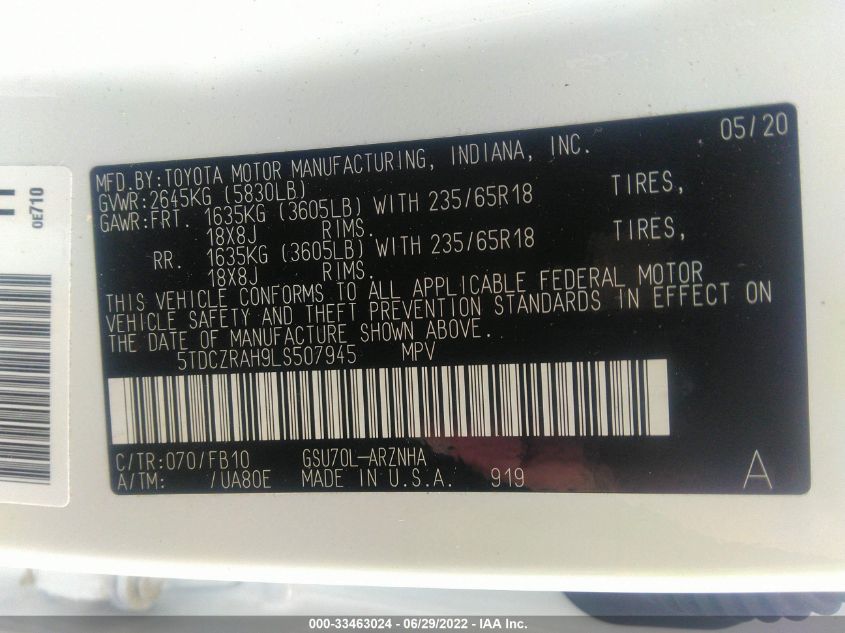 05/20
MFD.BY:TOYOTA MOTOR MANUFACTURING, INDIANA, INC.
GVWR:2645KG (5830LB)
GAWR:FRT. 1635KG (3605LB) WITH 235/65R18 TIRES,
18X8J RIMS.
RR. 1635KG (3605LB) WITH 235/65R18 TIRES,
18X8J RIMS.
THIS VEHICLE CONFORMS TO ALL APPLICABLE FEDERAL MOTOR
VEHICLE SAFETY AND THEFT PREVENTION STANDARDS IN EFFECT ON
THE DATE OF MANUFACTURE SHOWN ABOVE.
5TDCZRAH9LS507945 MPV
C/TR:070/FB10 GSU70L-ARZNHA
A/TM: /UA80E MADE IN U.S.A. 919
A
0E710
000-33463024 - 06/29/2022 - IAA Inc.